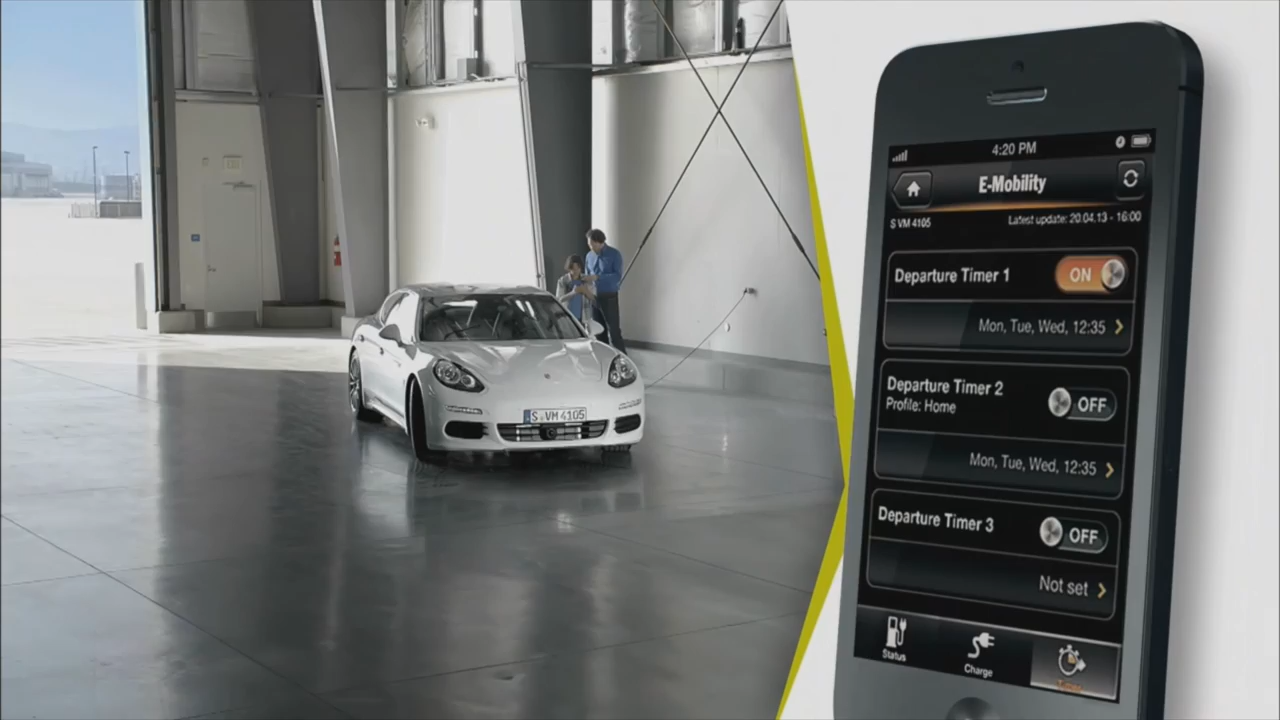 S VM 4105
4:20 PM
E-Mobility
S VM 4105
Latest update: 20.04.13 - 16:00
Departure Timer 1
ON
Mon, Tue, Wed, 12:35
Departure Timer 2
Profile: Home
OFF
Mon, Tue, Wed, 12:35
Departure Timer 3
OFF
Not set
Status
Charge
Timer